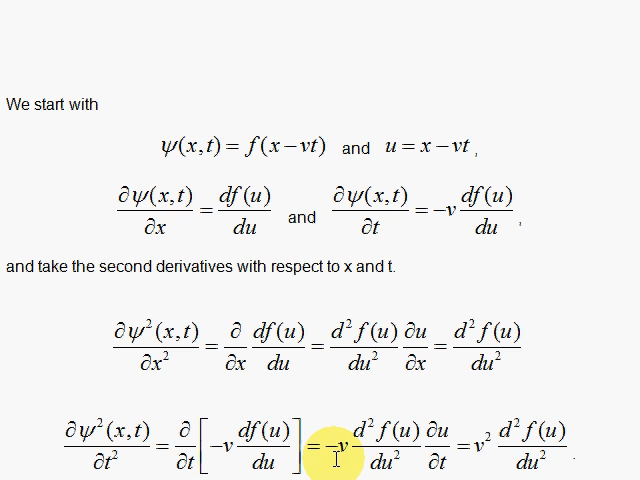 We start with
ψ(x,t) = f(x−vt) and u = x−vt ,
∂ψ(x,t)/∂x = df(u)/du and ∂ψ(x,t)/∂t = −v df(u)/du ,
and take the second derivatives with respect to x and t.
∂ψ²(x,t)/∂x² = ∂/∂x df(u)/du = d²f(u)/du² ∂u/∂x = d²f(u)/du²
∂ψ²(x,t)/∂t² = ∂/∂t [−v df(u)/du] = −v d²f(u)/du² ∂u/∂t = v² d²f(u)/du² .